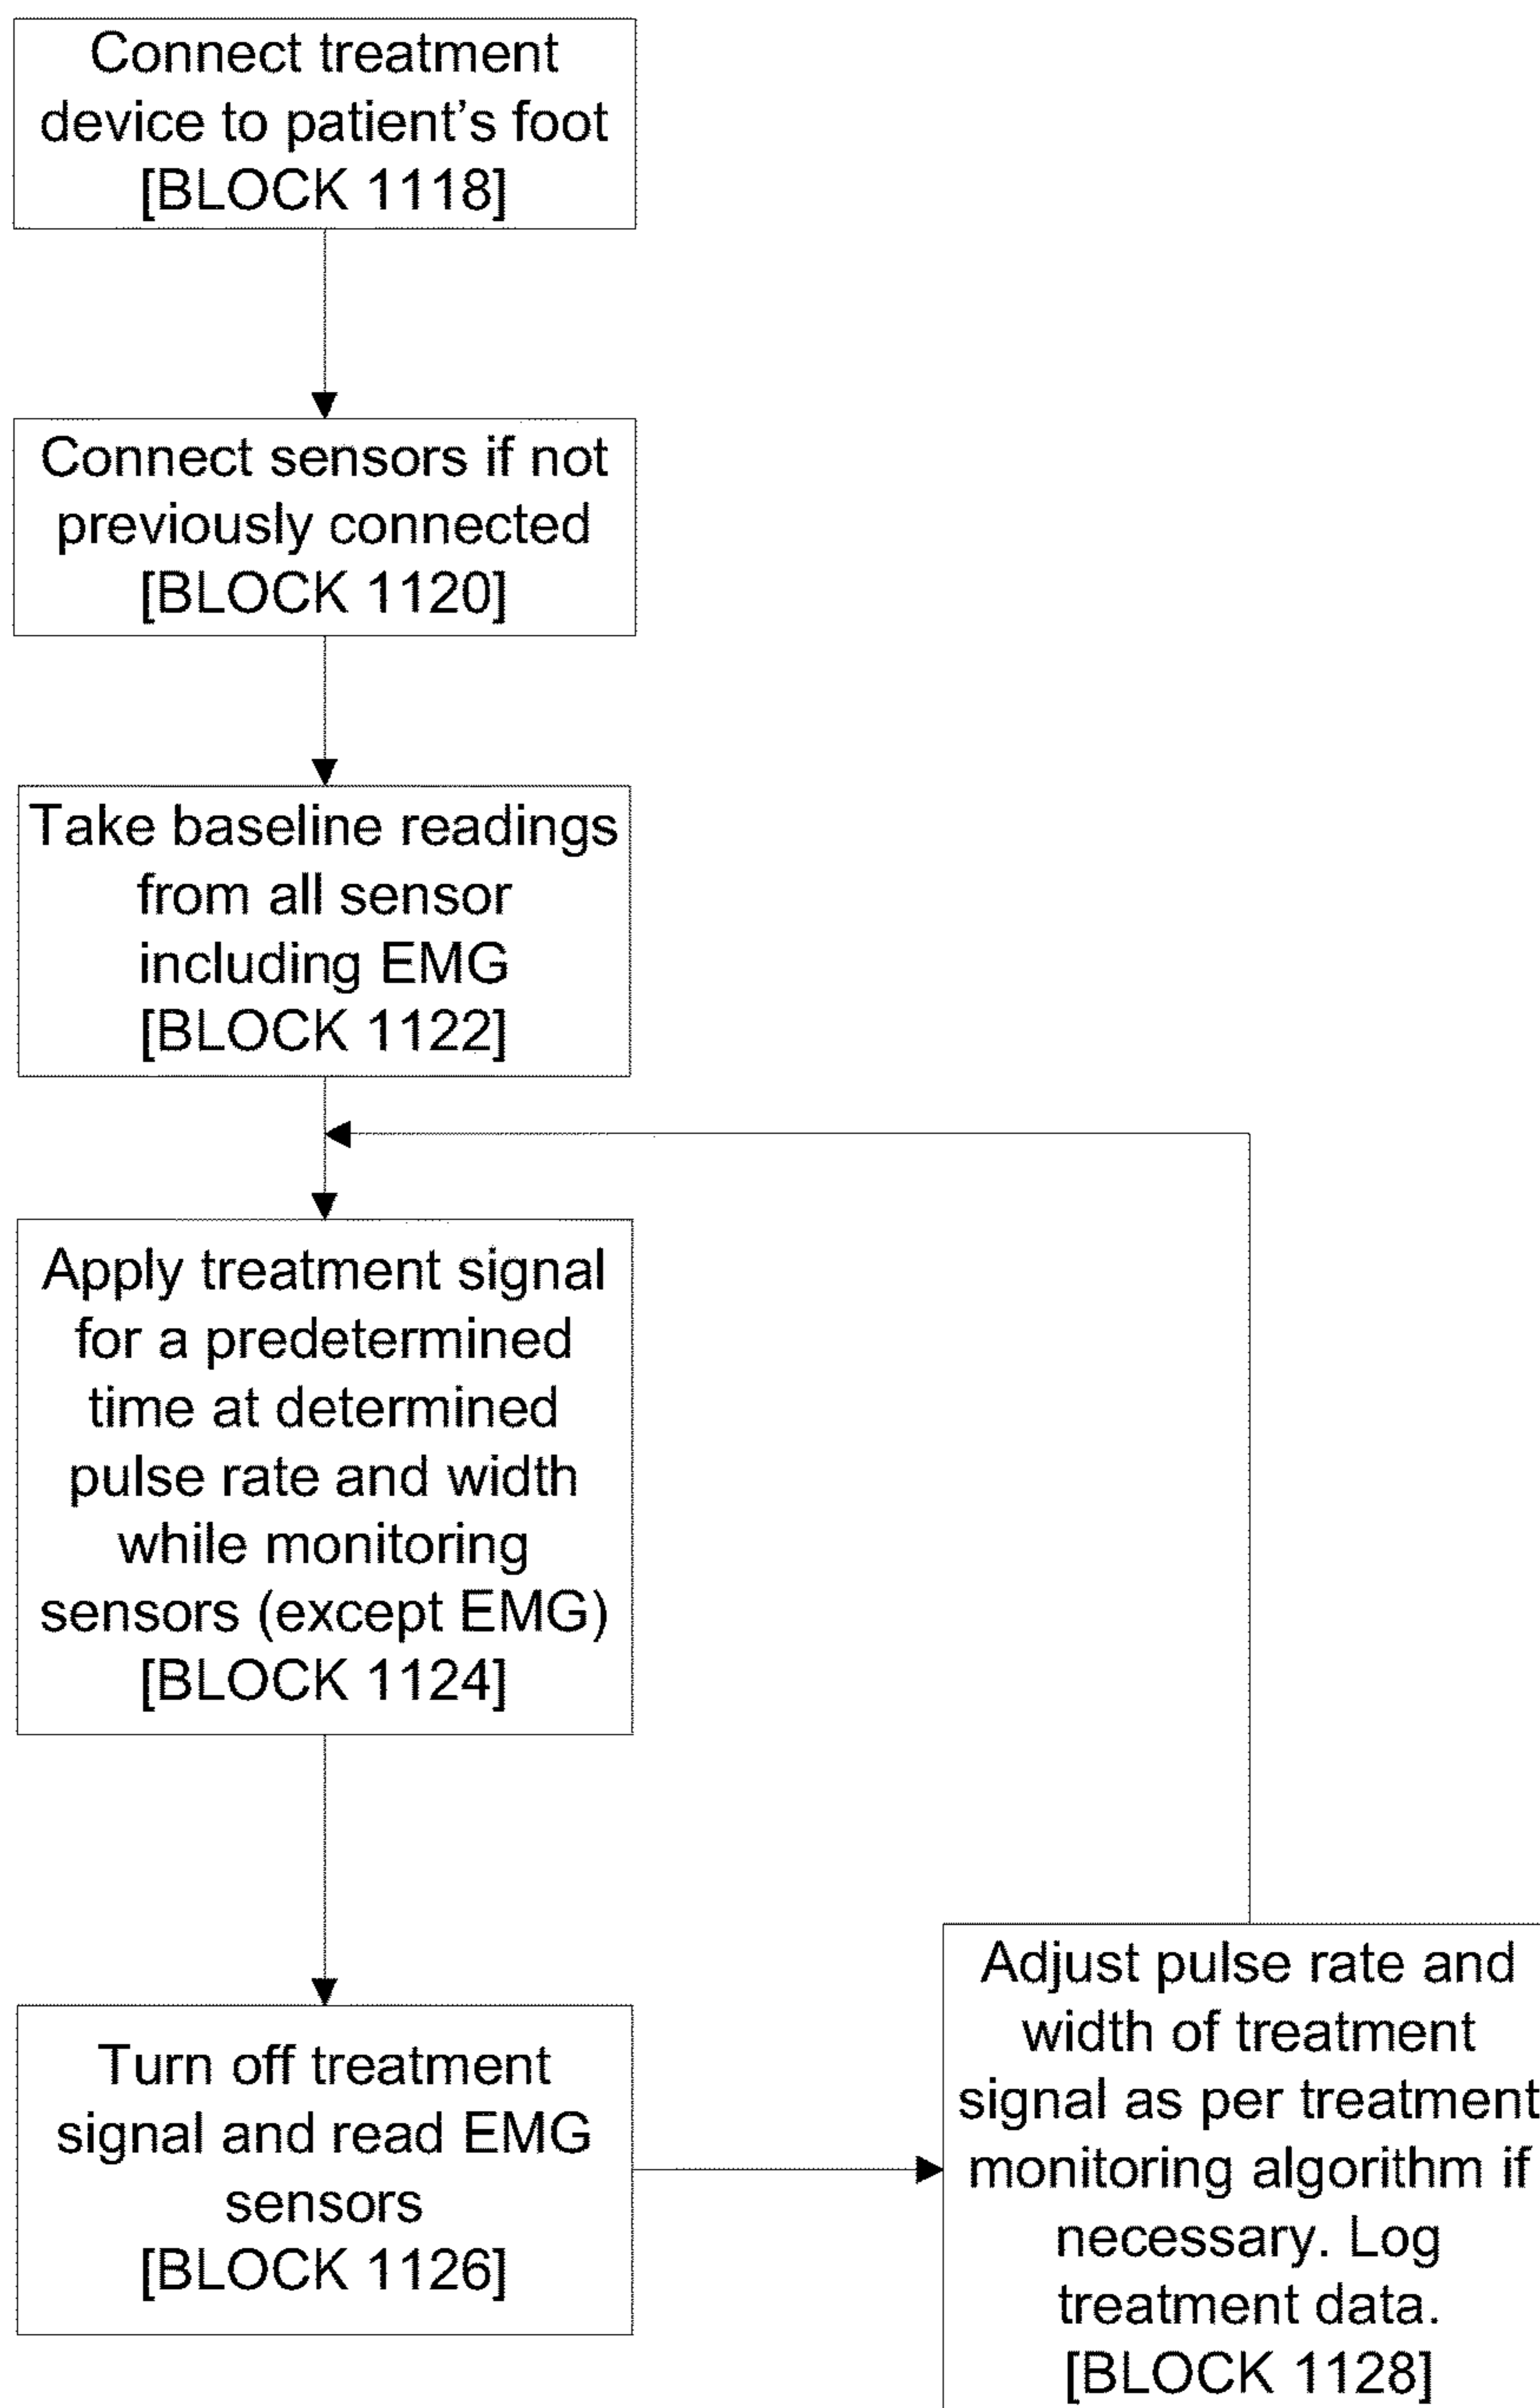 Connect treatment
device to patient's foot
[BLOCK 1118]
Connect sensors if not
previously connected
[BLOCK 1120]
Take baseline readings
from all sensor
including EMG
[BLOCK 1122]
Apply treatment signal
for a predetermined
time at determined
pulse rate and width
while monitoring
sensors (except EMG)
[BLOCK 1124]
Turn off treatment
signal and read EMG
sensors
[BLOCK 1126]
Adjust pulse rate and
width of treatment
signal as per treatment
monitoring algorithm if
necessary. Log
treatment data.
[BLOCK 1128]